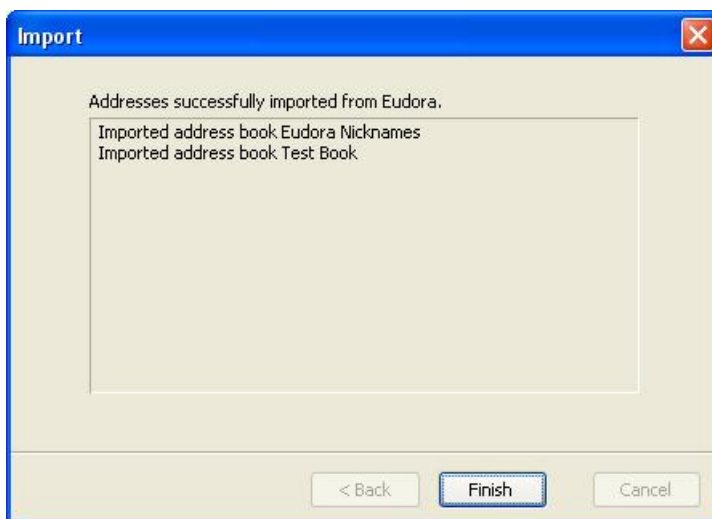 Import
Addresses successfully imported from Eudora.
Imported address book Eudora Nicknames
Imported address book Test Book
< Back
Finish
Cancel